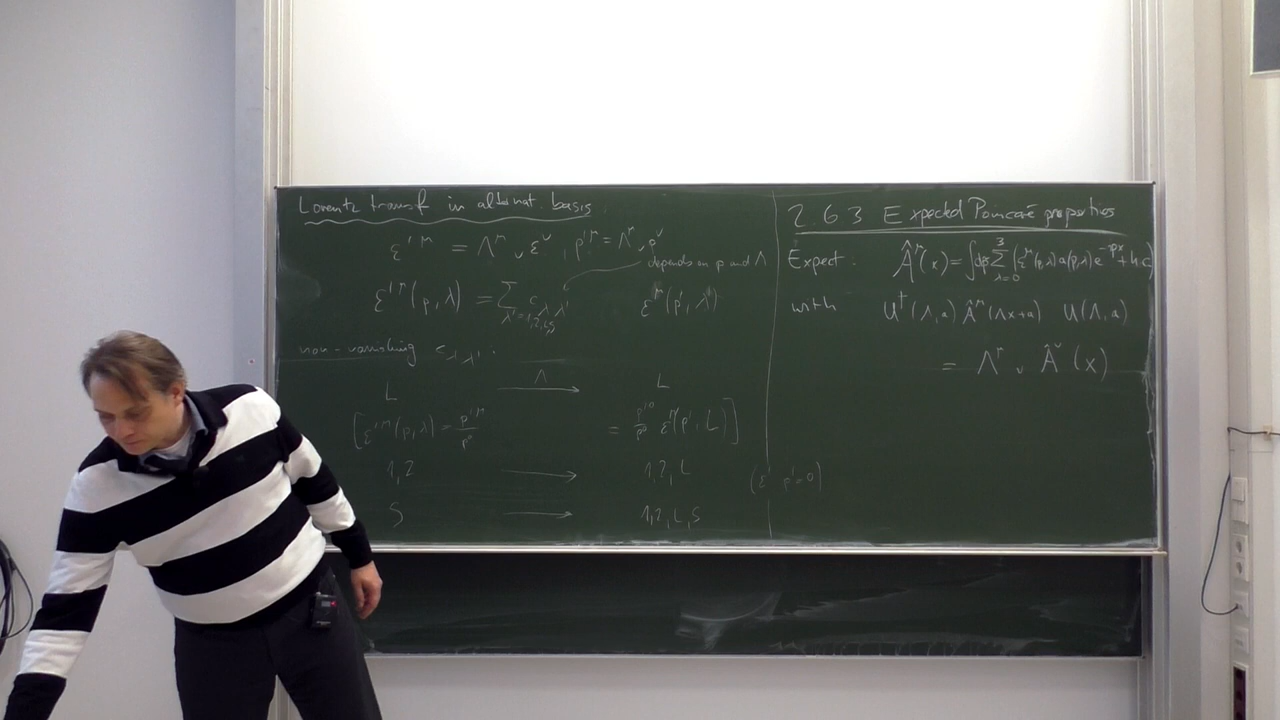 Lorentz transf in alternat. basis
ε'^μ = Λ^μ_ν ε^ν , p'^μ = Λ^μ_ν p^ν
depends on p and Λ
ε'^μ(p,λ) = Σ_{λ'=1,2,L,S} c_{λλ'} ε^μ(p',λ')
non-vanishing c_{λλ'} :
L Λ→ L
[ε'^μ(p,λ) = p'^μ/p^0 = p'^0/p^0 ε^μ(p',L)]
1,2 → 1,2,L (ε' p'=0)
S → 1,2,L,S
2.6.3 Expected Poincaré properties
Expect: Â^μ(x) = ∫dp̃ Σ_{λ=0}^3 (ε^μ(p,λ) a(p,λ) e^{-ipx} + h.c.)
with U†(Λ,a) Â^μ(Λx+a) U(Λ,a)
= Λ^μ_ν Â^ν(x)